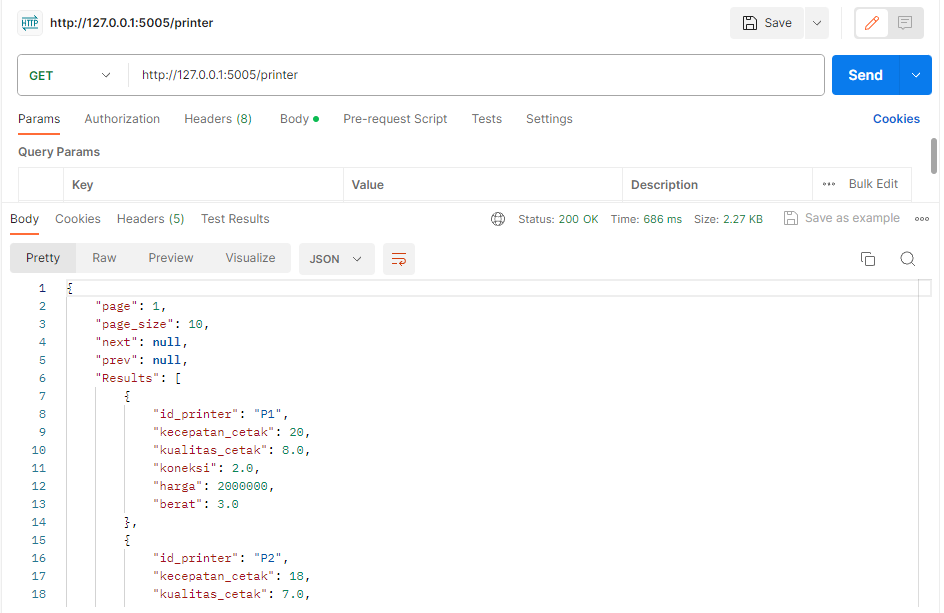 HTTP http://127.0.0.1:5005/printer Save
GET http://127.0.0.1:5005/printer Send
Params Authorization Headers (8) Body Pre-request Script Tests Settings Cookies
Query Params
Key Value Description Bulk Edit
Body Cookies Headers (5) Test Results Status: 200 OK Time: 686 ms Size: 2.27 KB Save as example
Pretty Raw Preview Visualize JSON
1 {
2 "page": 1,
3 "page_size": 10,
4 "next": null,
5 "prev": null,
6 "Results": [
7 {
8 "id_printer": "P1",
9 "kecepatan_cetak": 20,
10 "kualitas_cetak": 8.0,
11 "koneksi": 2.0,
12 "harga": 2000000,
13 "berat": 3.0
14 },
15 {
16 "id_printer": "P2",
17 "kecepatan_cetak": 18,
18 "kualitas_cetak": 7.0,